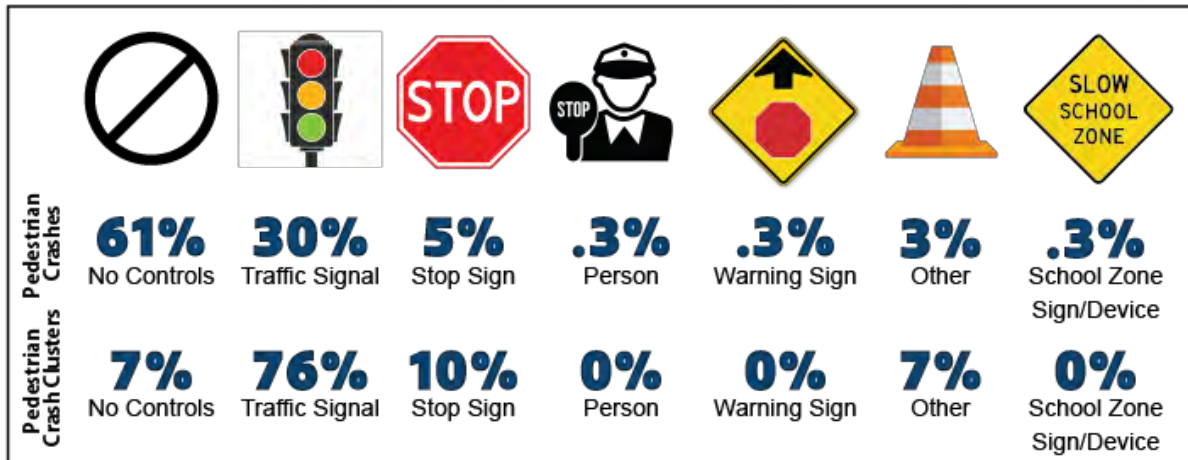 STOP
STOP
SLOW
SCHOOL
ZONE
Pedestrian
Crashes
61% 30% 5% .3% .3% 3% .3%
No Controls Traffic Signal Stop Sign Person Warning Sign Other School Zone
Sign/Device
Pedestrian
Crash Clusters
7% 76% 10% 0% 0% 7% 0%
No Controls Traffic Signal Stop Sign Person Warning Sign Other School Zone
Sign/Device